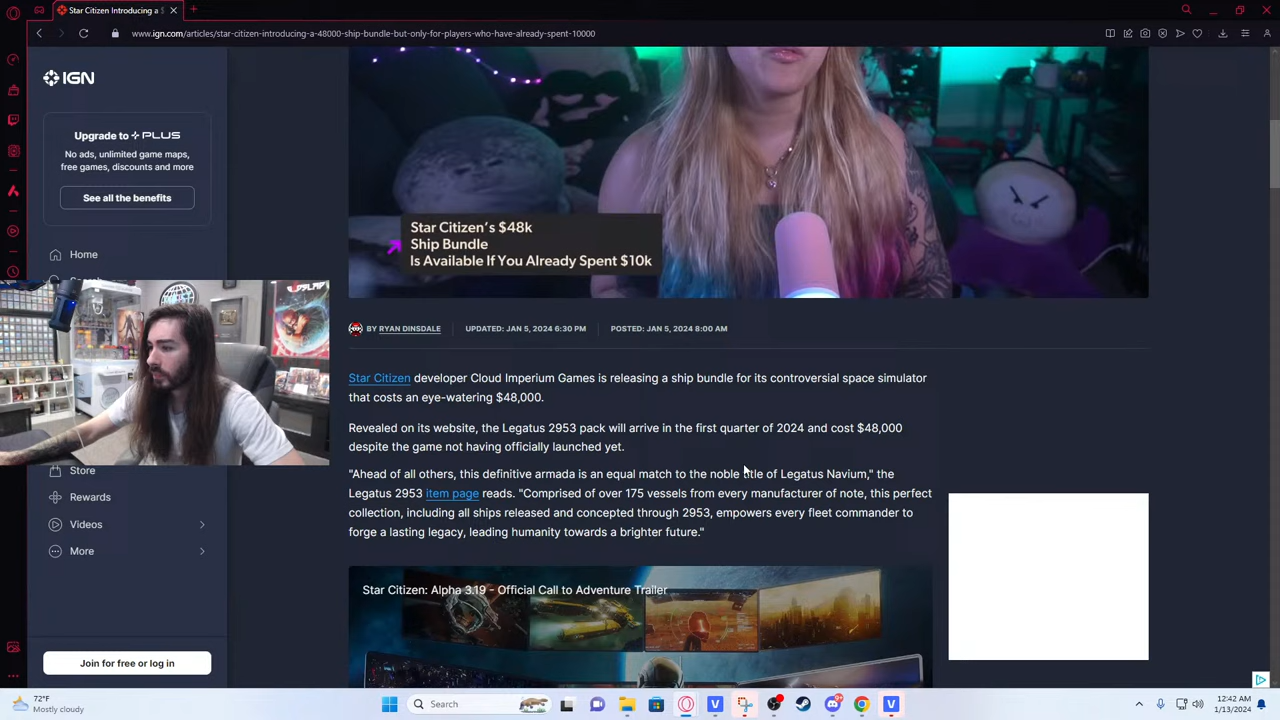 Star Citizen Introducing a $
www.ign.com/articles/star-citizen-introducing-a-48000-ship-bundle-but-only-for-players-who-have-already-spent-10000
IGN
Upgrade to PLUS
No ads, unlimited game maps,
free games, discounts and more
See all the benefits
Home
Search
Store
Rewards
Videos
More
Join for free or log in
Star Citizen's $48k
Ship Bundle
Is Available If You Already Spent $10k
BY RYAN DINSDALE
UPDATED: JAN 5, 2024 6:30 PM
POSTED: JAN 5, 2024 8:00 AM
Star Citizen developer Cloud Imperium Games is releasing a ship bundle for its controversial space simulator
that costs an eye-watering $48,000.
Revealed on its website, the Legatus 2953 pack will arrive in the first quarter of 2024 and cost $48,000
despite the game not having officially launched yet.
"Ahead of all others, this definitive armada is an equal match to the noble title of Legatus Navium," the
Legatus 2953 item page reads. "Comprised of over 175 vessels from every manufacturer of note, this perfect
collection, including all ships released and concepted through 2953, empowers every fleet commander to
forge a lasting legacy, leading humanity towards a brighter future."
Star Citizen: Alpha 3.19 - Official Call to Adventure Trailer
72°F
Mostly cloudy
Search
12:42 AM
1/13/2024